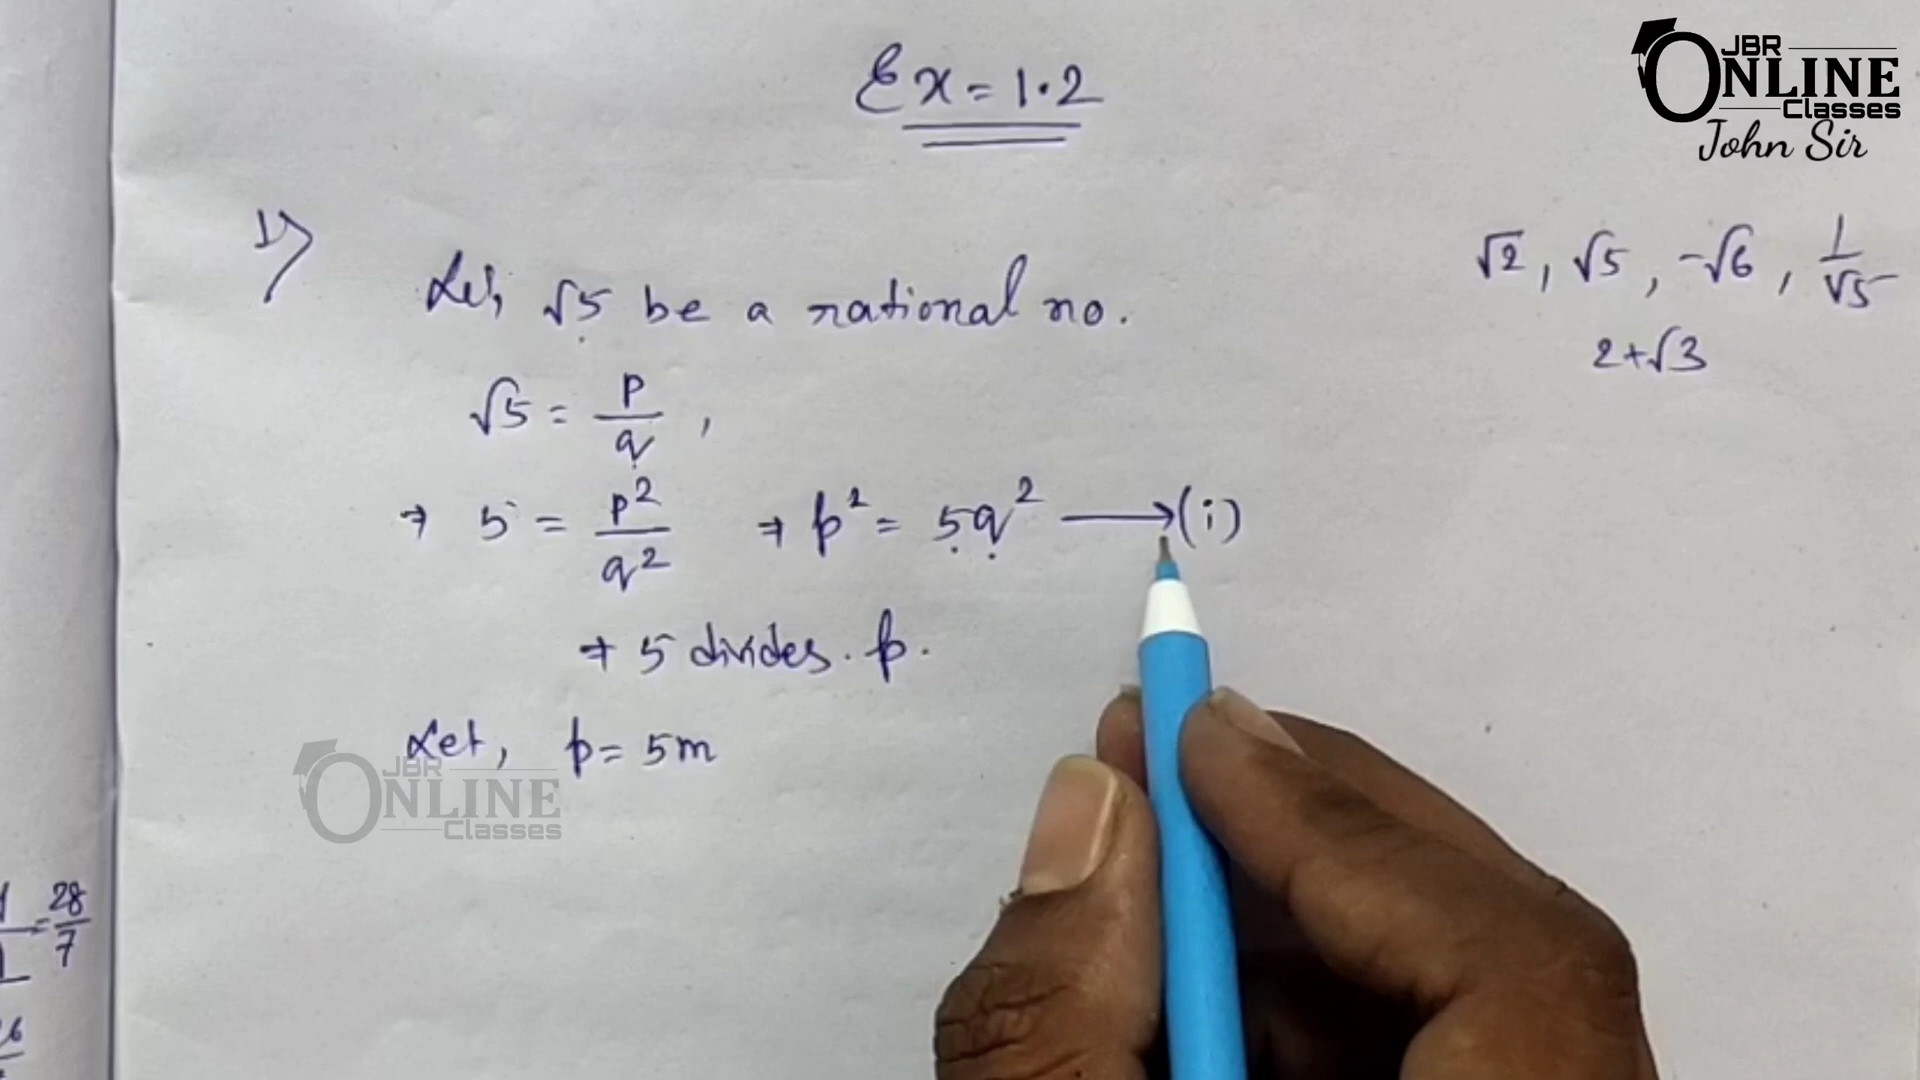 JBR
ONLINE
Classes
John Sir
Ex = 1.2
1)
Let, √5 be a rational no.
√5 = p/q ,
⇒ 5 = p²/q² ⇒ p² = 5q² ⟶ (i)
⇒ 5 divides p.
Let, p = 5m
√2, √5, -√6, 1/√5
2+√3
JBR
ONLINE
Classes
= 28/7